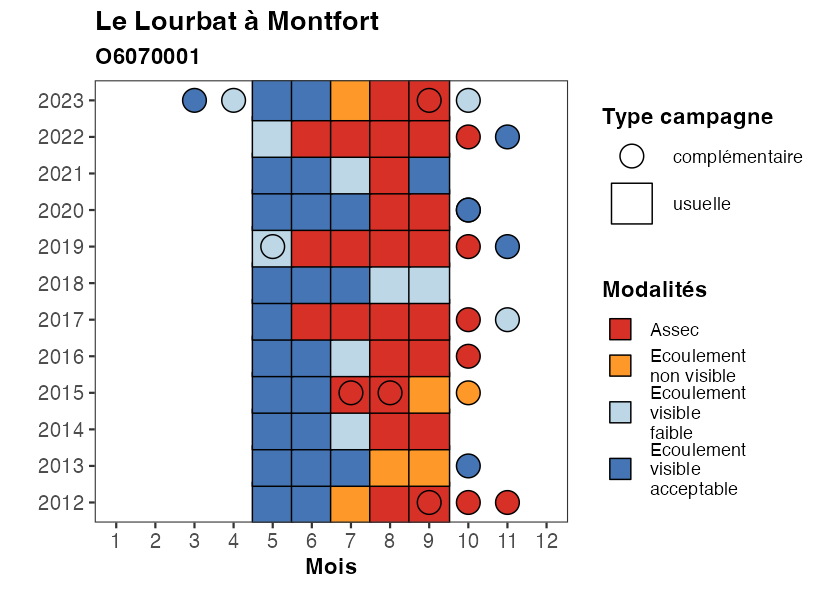 Le Lourbat à Montfort
O6070001
2023
2022
2021
2020
2019
2018
2017
2016
2015
2014
2013
2012
1 2 3 4 5 6 7 8 9 10 11 12
Mois
Type campagne
complémentaire
usuelle
Modalités
Assec
Ecoulement
non visible
Ecoulement
visible
faible
Ecoulement
visible
acceptable